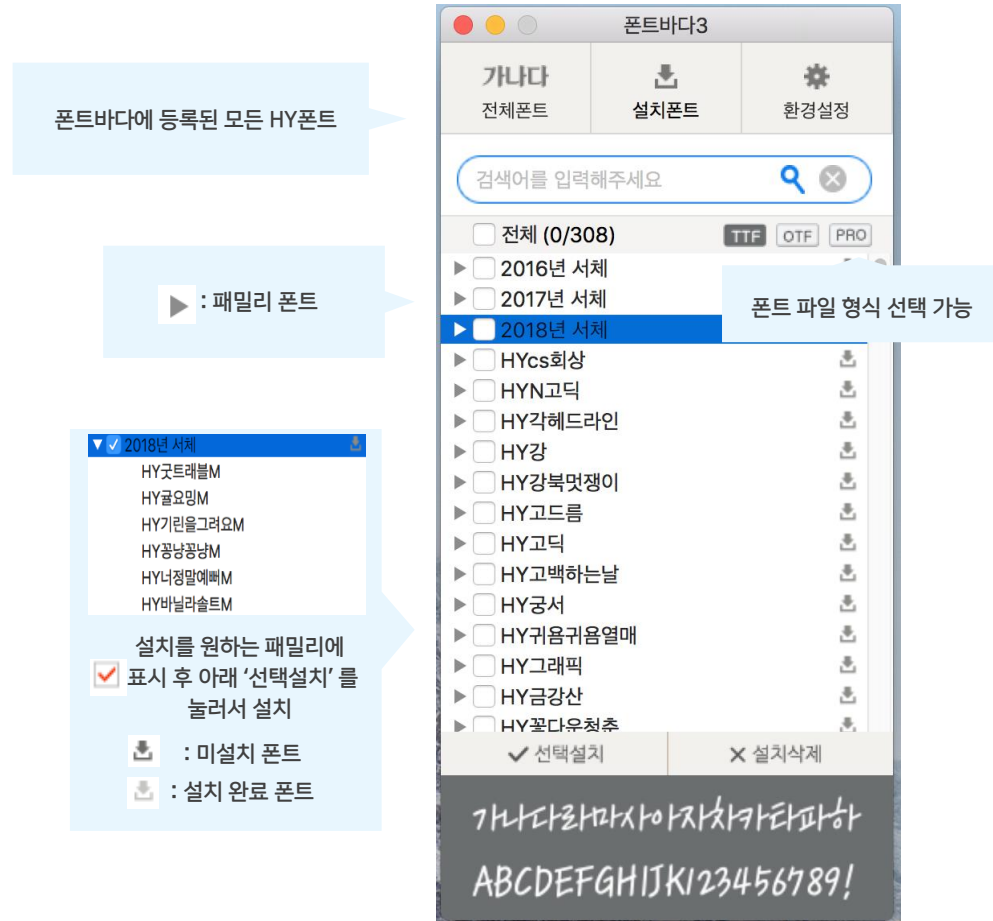 폰트바다3
가나다
전체폰트
설치폰트
환경설정
폰트바다에 등록된 모든 HY폰트
검색어를 입력해주세요
전체 (0/308)
TTF OTF PRO
: 패밀리 폰트
폰트 파일 형식 선택 가능
2016년 서체
2017년 서체
2018년 서체
HYcs회상
HYN고딕
HY각헤드라인
HY강
HY강북멋쟁이
HY고드름
HY고딕
HY고백하는날
HY궁서
HY귀욤귀욤열매
HY그래픽
HY금강산
HY꽃다운청춘
2018년 서체
HY굿트래블M
HY귤요밍M
HY기린을그려요M
HY꽁냥꽁냥M
HY너정말예뻐M
HY바닐라솔트M
설치를 원하는 패밀리에
표시 후 아래 ‘선택설치’ 를
눌러서 설치
: 미설치 폰트
: 설치 완료 폰트
선택설치
설치삭제
가나다라마사아자차카타파하
ABCDEFGHIJK123456789!